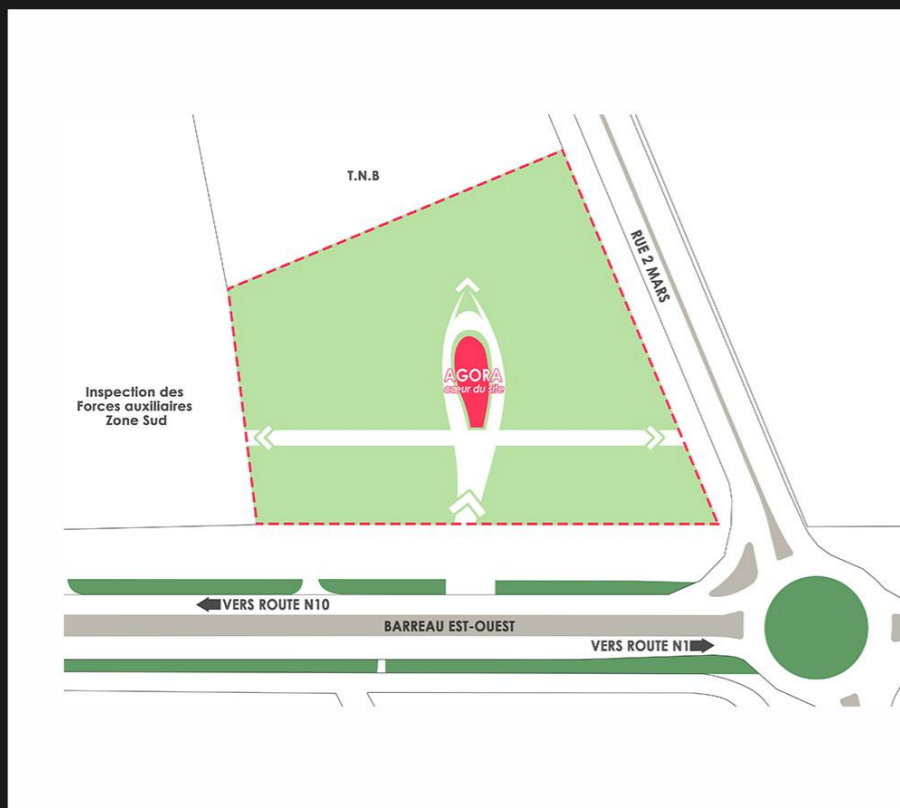 T.N.B
RUE 2 MARS
AGORA
cœur du site
Inspection des
Forces auxiliaires
Zone Sud
VERS ROUTE N10
BARREAU EST-OUEST
VERS ROUTE N1